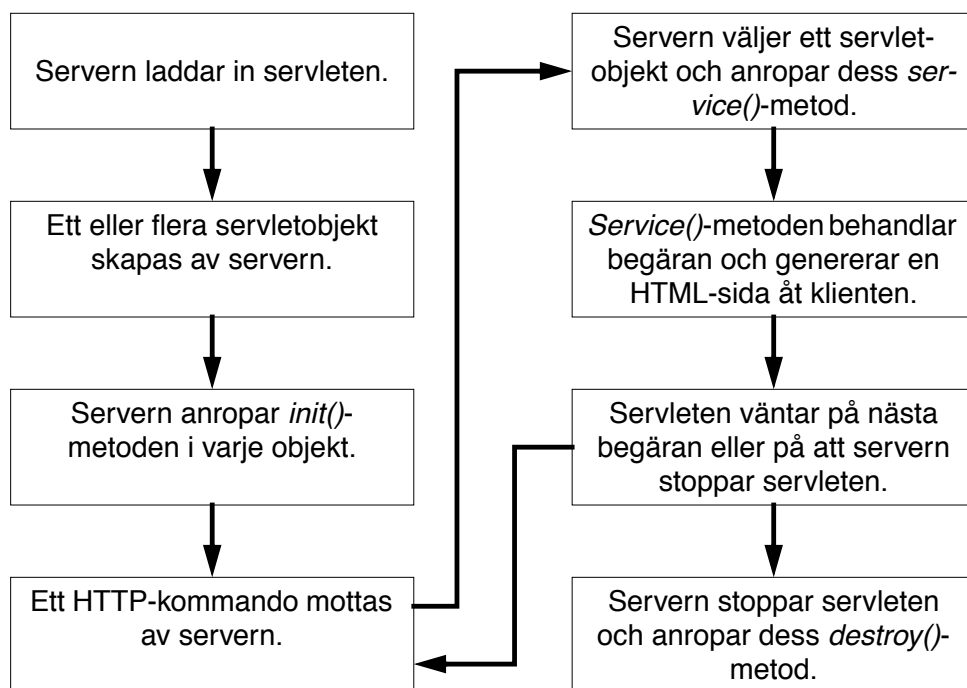 Servern laddar in servleten.
Ett eller flera servletobjekt
skapas av servern.
Servern anropar init()-
metoden i varje objekt.
Ett HTTP-kommando mottas
av servern.
Servern väljer ett servlet-
objekt och anropar dess ser-
vice()-metod.
Service()-metoden behandlar
begäran och genererar en
HTML-sida åt klienten.
Servleten väntar på nästa
begäran eller på att servern
stoppar servleten.
Servern stoppar servleten
och anropar dess destroy()-
metod.